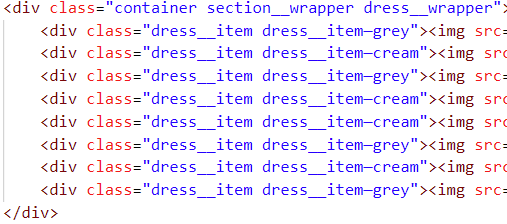 <div class="container section__wrapper dress__wrapper">
<div class="dress__item dress__item—grey"><img src=
<div class="dress__item dress__item—cream"><img src
<div class="dress__item dress__item—grey"><img src=
<div class="dress__item dress__item—cream"><img src
<div class="dress__item dress__item—grey"><img src=
<div class="dress__item dress__item—grey"><img src=
<div class="dress__item dress__item—cream"><img src
<div class="dress__item dress__item—grey"><img src=
</div>